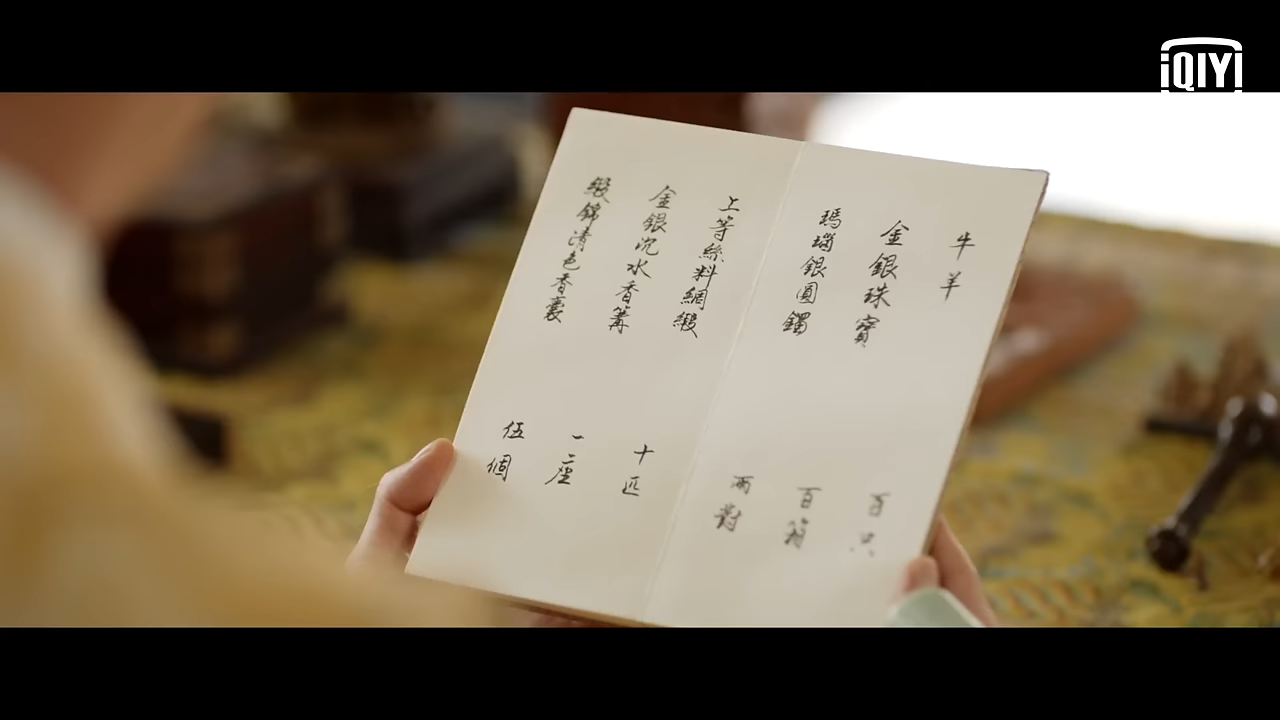 iQIYI
牛羊 百只
金銀珠寶 百箱
瑪瑙銀圓鐲 兩對
上等絲料綢緞 十匹
金銀沉水香篝 一座
緞錦清色香囊 伍個